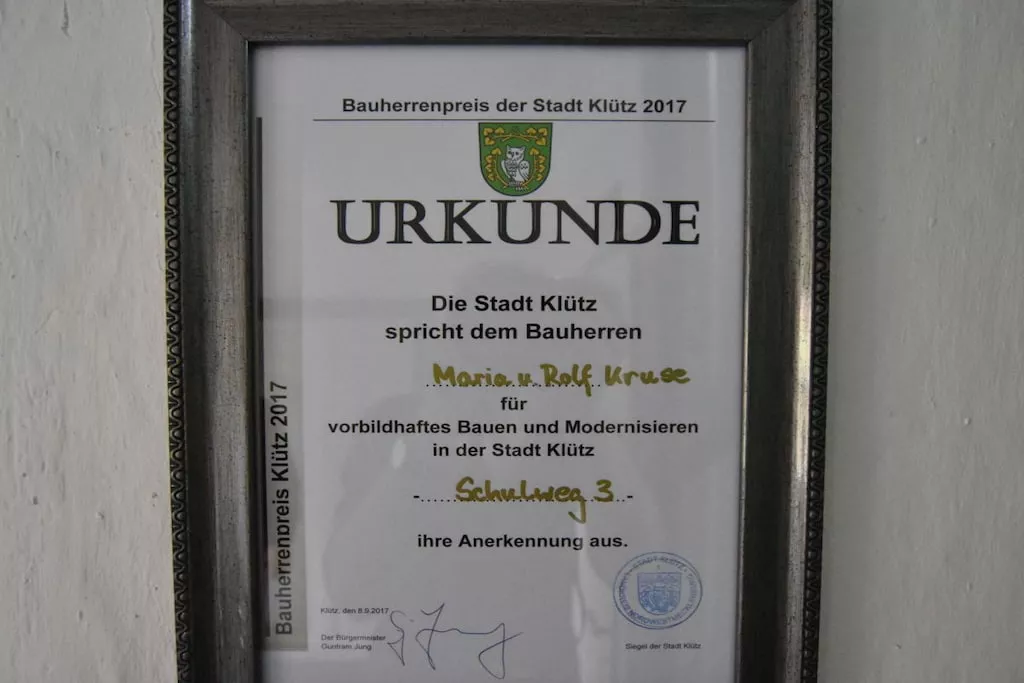 Bauherrenpreis der Stadt Klütz 2017
URKUNDE
Die Stadt Klütz
spricht dem Bauherren
Maria u. Rolf Kruse
für
vorbildhaftes Bauen und Modernisieren
in der Stadt Klütz
- Schulweg 3 -
ihre Anerkennung aus.
Klütz, den 8.9.2017
Der Bürgermeister
Guntram Jung
STADT KLÜTZ
Siegel der Stadt Klütz
Bauherrenpreis Klütz 2017